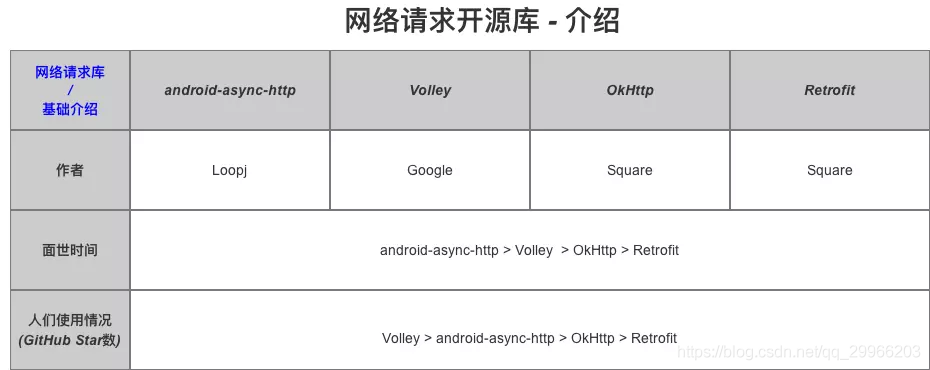 网络请求开源库 - 介绍
网络请求库
/
基础介绍
android-async-http
Volley
OkHttp
Retrofit
作者
Loopj
Google
Square
Square
面世时间
android-async-http > Volley  > OkHttp > Retrofit
人们使用情况
(GitHub Star数)
Volley > android-async-http > OkHttp > Retrofit
https://blog.csdn.net/qq_29966203